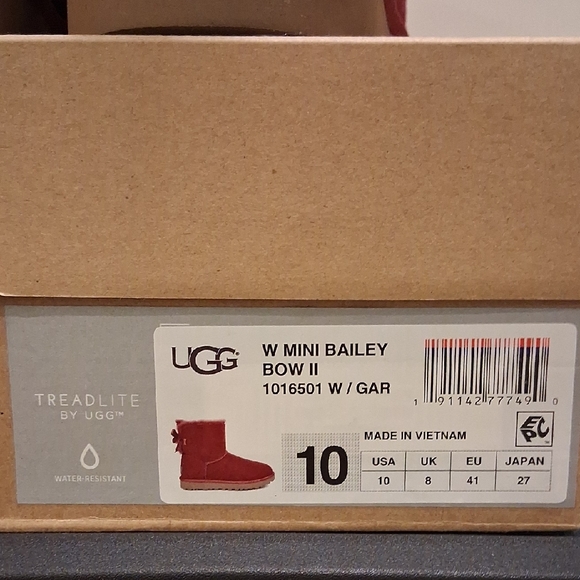 TREADLITE
BY UGG™
WATER-RESISTANT
UGG®
W MINI BAILEY
BOW II
1016501 W / GAR
1 91142 77749 0
EPC
MADE IN VIETNAM
10
USA UK EU JAPAN
10 8 41 27